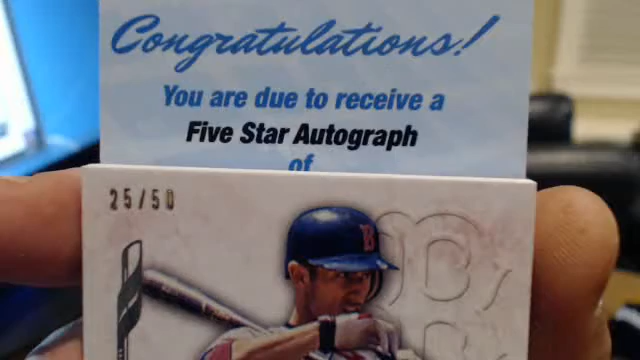 Congratulations!
You are due to receive a
Five Star Autograph
of
25/50
B
B
B